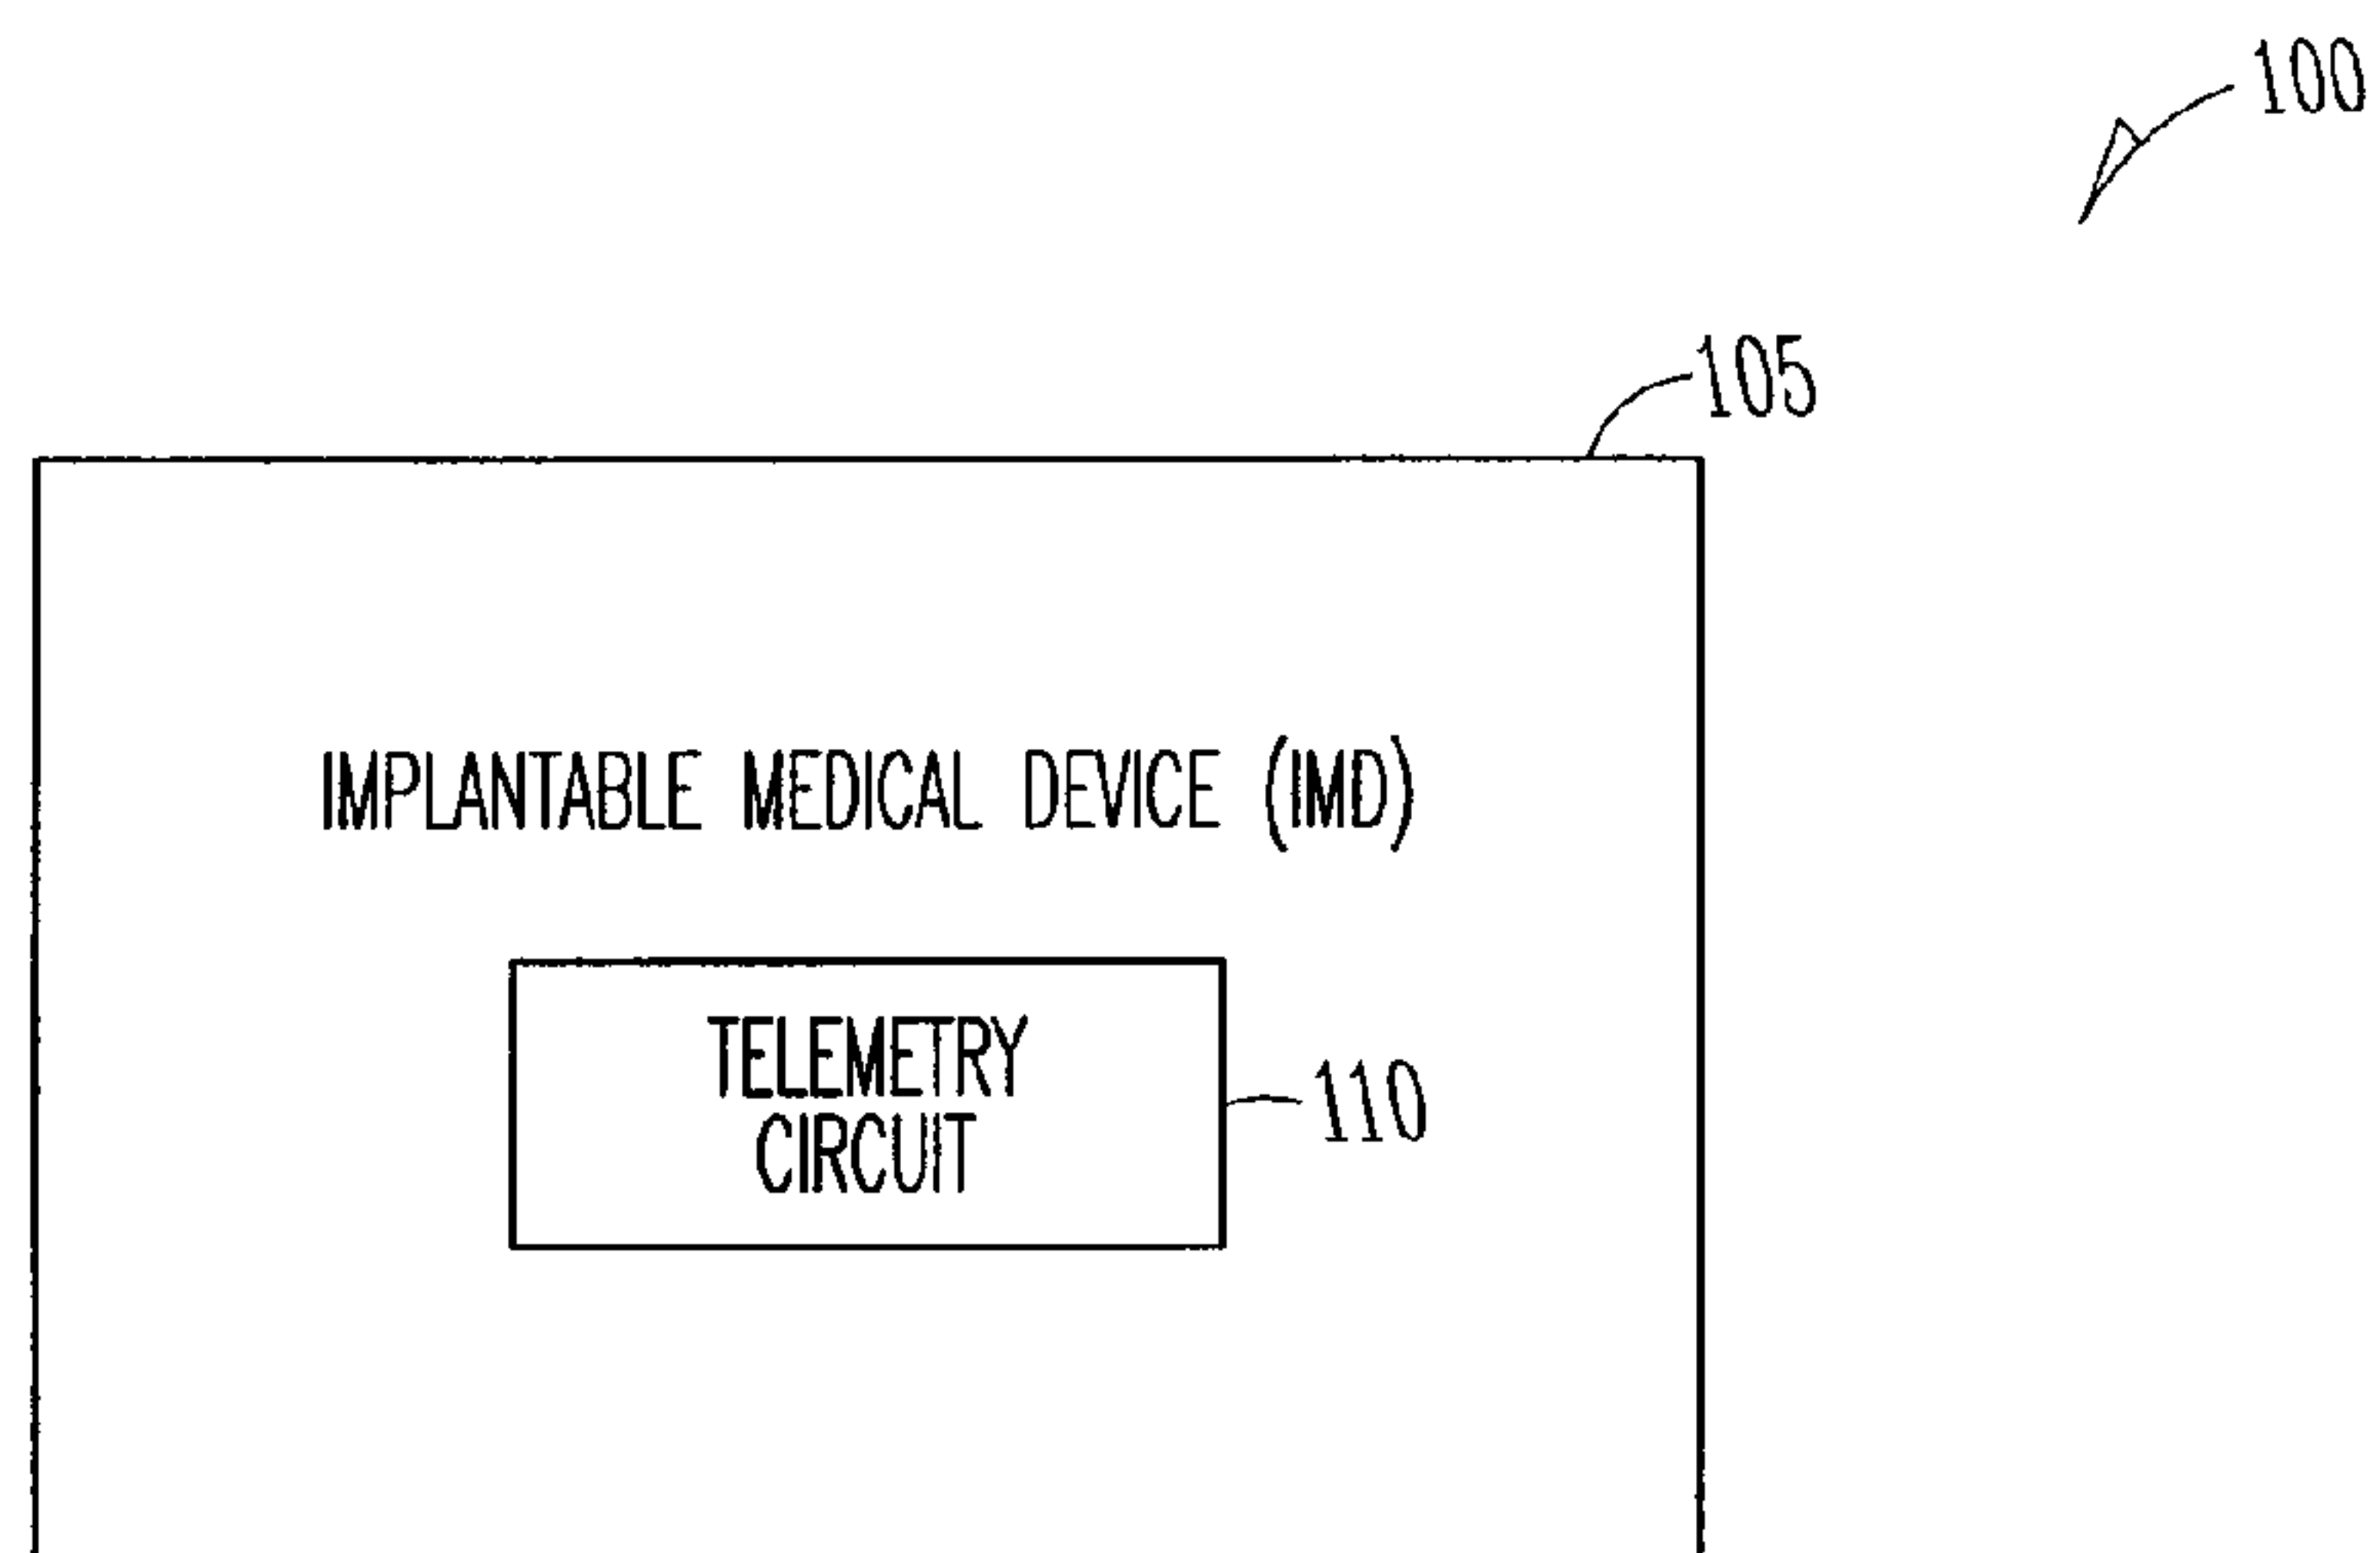 100
105
IMPLANTABLE MEDICAL DEVICE (IMD)
TELEMETRY
CIRCUIT
110